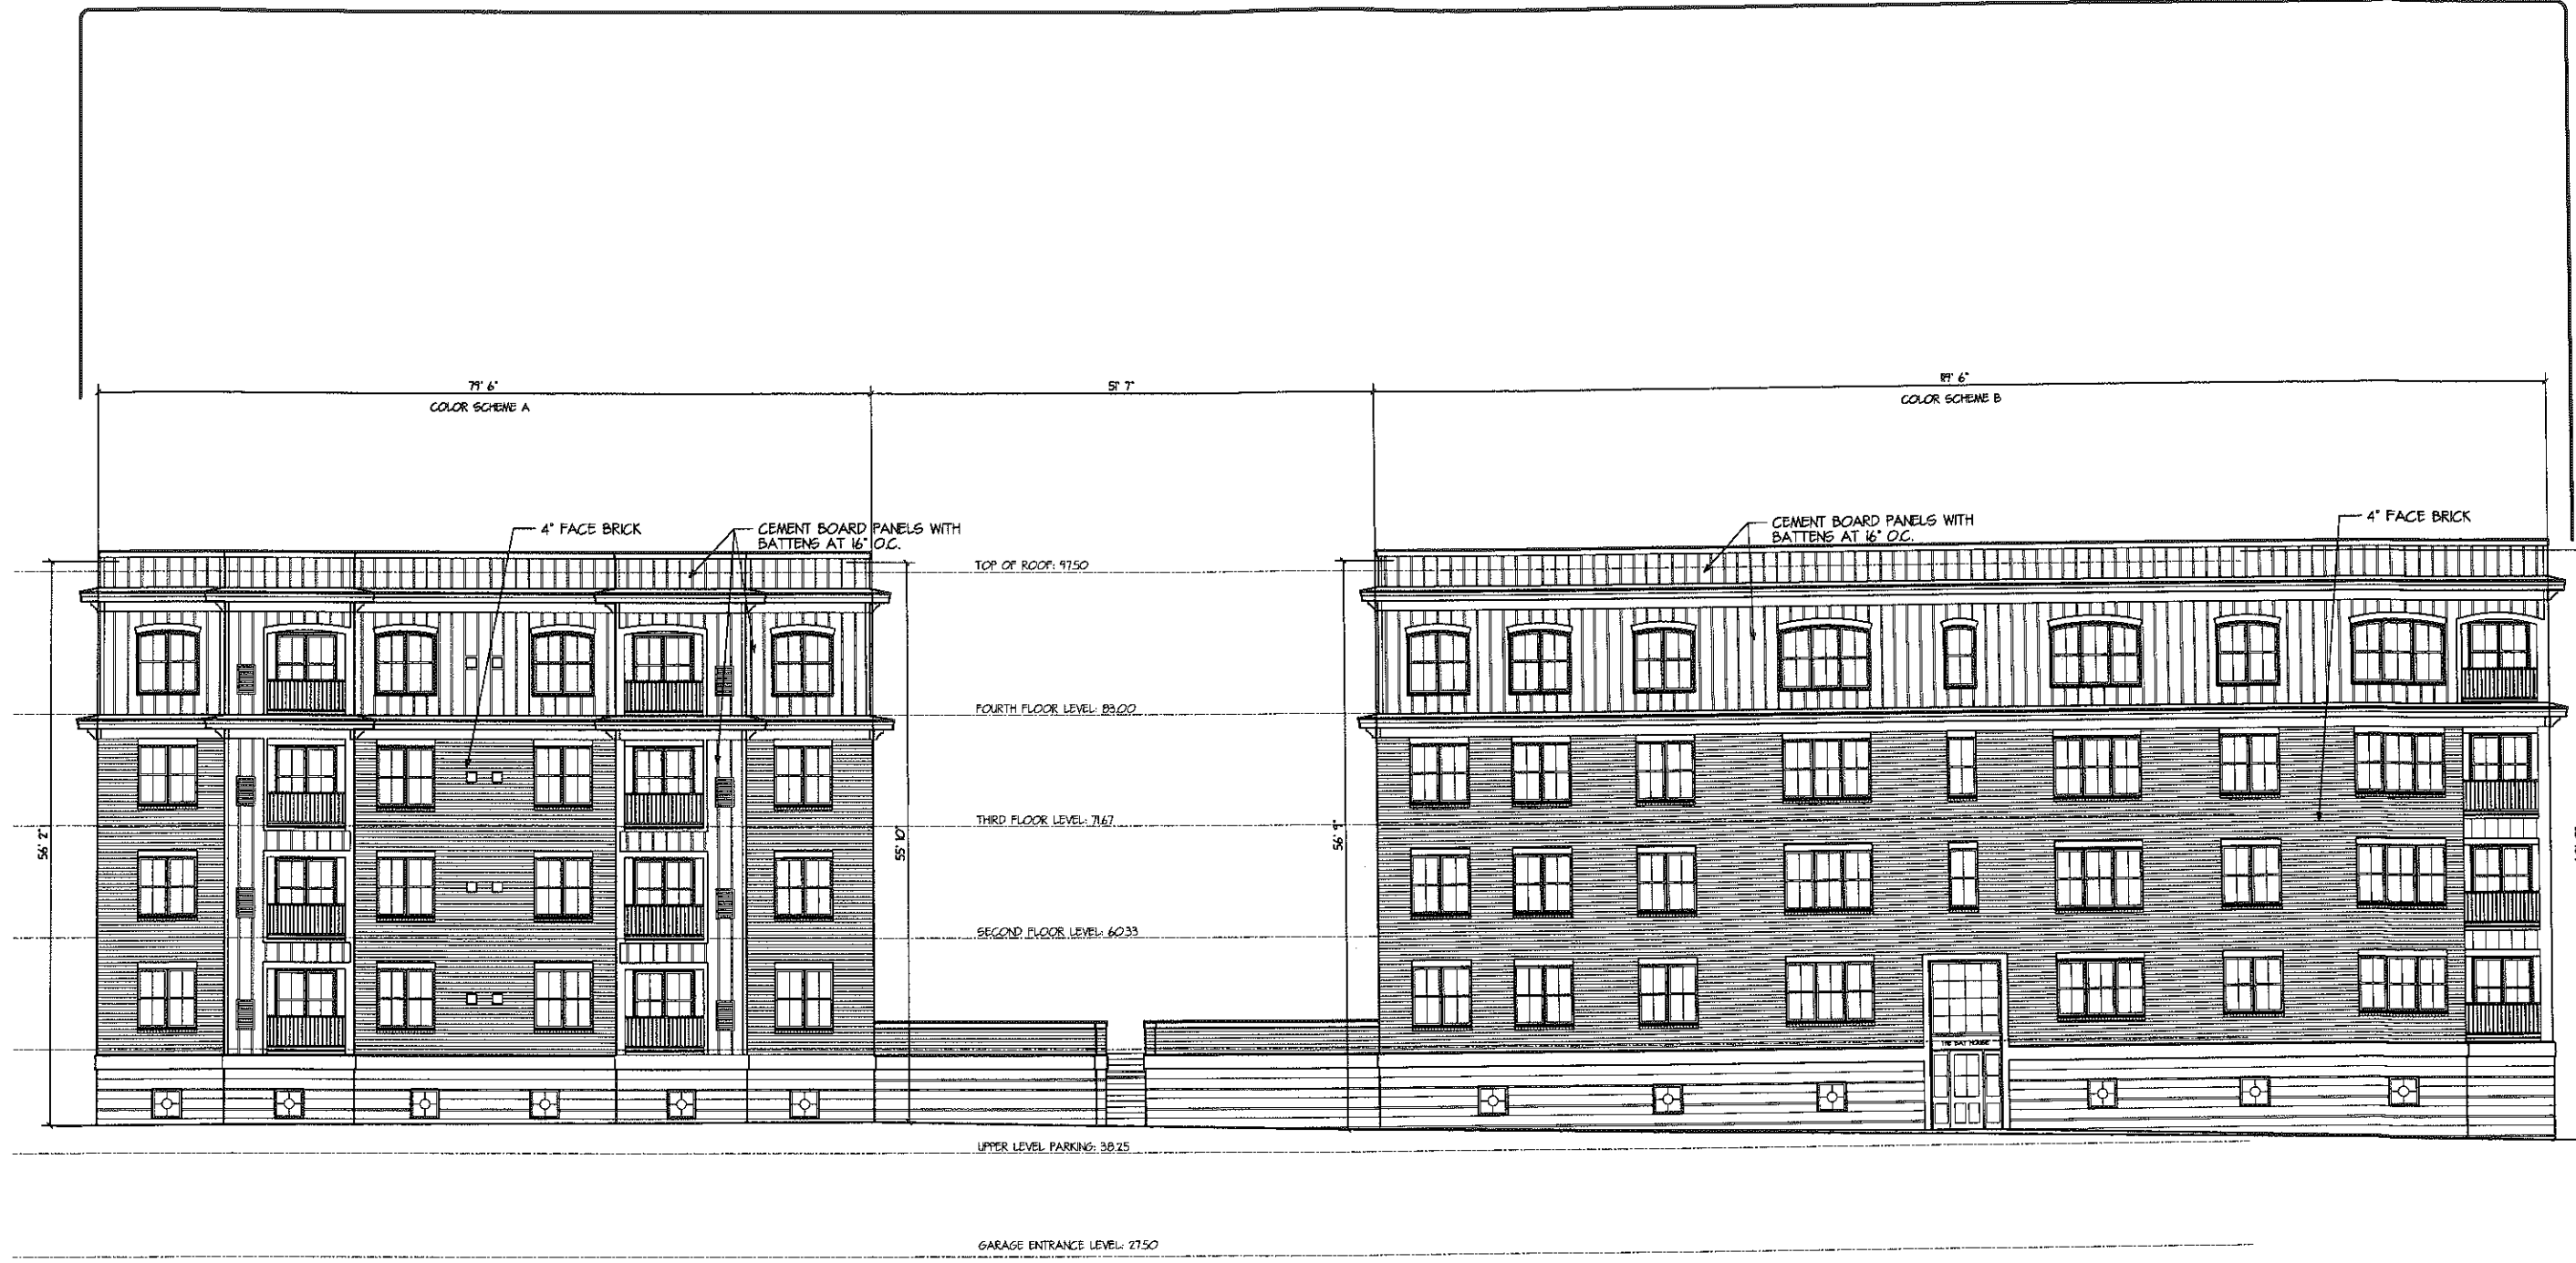 79' 6"
51' 7"
119' 6"
COLOR SCHEME A
COLOR SCHEME B
4" FACE BRICK
CEMENT BOARD PANELS WITH
BATTENS AT 16" O.C.
CEMENT BOARD PANELS WITH
BATTENS AT 16" O.C.
4" FACE BRICK
TOP OF ROOF: 97.50
FOURTH FLOOR LEVEL: 83.00
THIRD FLOOR LEVEL: 71.67
56' 2"
55' 10"
56' 9"
SECOND FLOOR LEVEL: 60.33
THE HOUSE
UPPER LEVEL PARKING: 38.25
GARAGE ENTRANCE LEVEL: 27.50